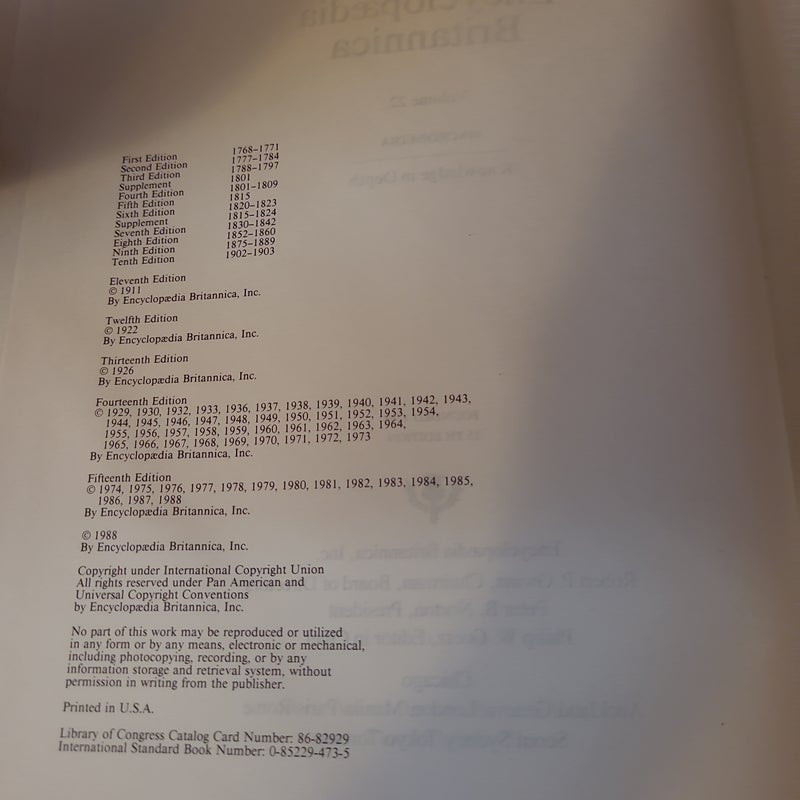 First Edition 1768–1771
Second Edition 1777–1784
Third Edition 1788–1797
Supplement 1801
Fourth Edition 1801–1809
Fifth Edition 1815
Sixth Edition 1820–1823
Supplement 1815–1824
Seventh Edition 1830–1842
Eighth Edition 1852–1860
Ninth Edition 1875–1889
Tenth Edition 1902–1903
Eleventh Edition
© 1911
By Encyclopædia Britannica, Inc.
Twelfth Edition
© 1922
By Encyclopædia Britannica, Inc.
Thirteenth Edition
© 1926
By Encyclopædia Britannica, Inc.
Fourteenth Edition
© 1929, 1930, 1932, 1933, 1936, 1937, 1938, 1939, 1940, 1941, 1942, 1943,
1944, 1945, 1946, 1947, 1948, 1949, 1950, 1951, 1952, 1953, 1954,
1955, 1956, 1957, 1958, 1959, 1960, 1961, 1962, 1963, 1964,
1965, 1966, 1967, 1968, 1969, 1970, 1971, 1972, 1973
By Encyclopædia Britannica, Inc.
Fifteenth Edition
© 1974, 1975, 1976, 1977, 1978, 1979, 1980, 1981, 1982, 1983, 1984, 1985,
1986, 1987, 1988
By Encyclopædia Britannica, Inc.
© 1988
By Encyclopædia Britannica, Inc.
Copyright under International Copyright Union
All rights reserved under Pan American and
Universal Copyright Conventions
by Encyclopædia Britannica, Inc.
No part of this work may be reproduced or utilized
in any form or by any means, electronic or mechanical,
including photocopying, recording, or by any
information storage and retrieval system, without
permission in writing from the publisher.
Printed in U.S.A.
Library of Congress Catalog Card Number: 86-82929
International Standard Book Number: 0-85229-473-5